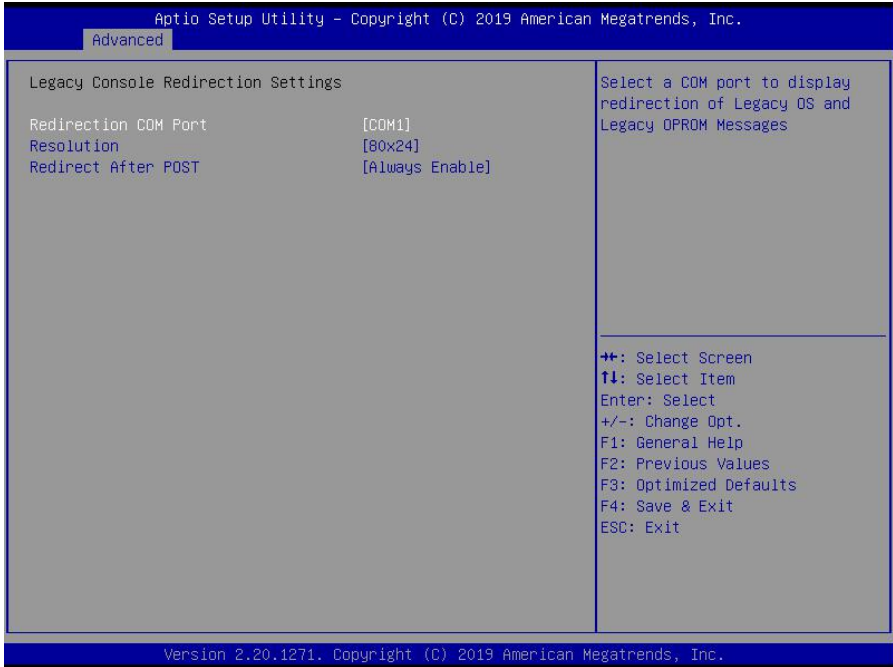 Aptio Setup Utility – Copyright (C) 2019 American Megatrends, Inc.
Advanced
Legacy Console Redirection Settings
Redirection COM Port [COM1]
Resolution [80x24]
Redirect After POST [Always Enable]
Select a COM port to display
redirection of Legacy OS and
Legacy OPROM Messages
→←: Select Screen
↑↓: Select Item
Enter: Select
+/-: Change Opt.
F1: General Help
F2: Previous Values
F3: Optimized Defaults
F4: Save & Exit
ESC: Exit
Version 2.20.1271. Copyright (C) 2019 American Megatrends, Inc.